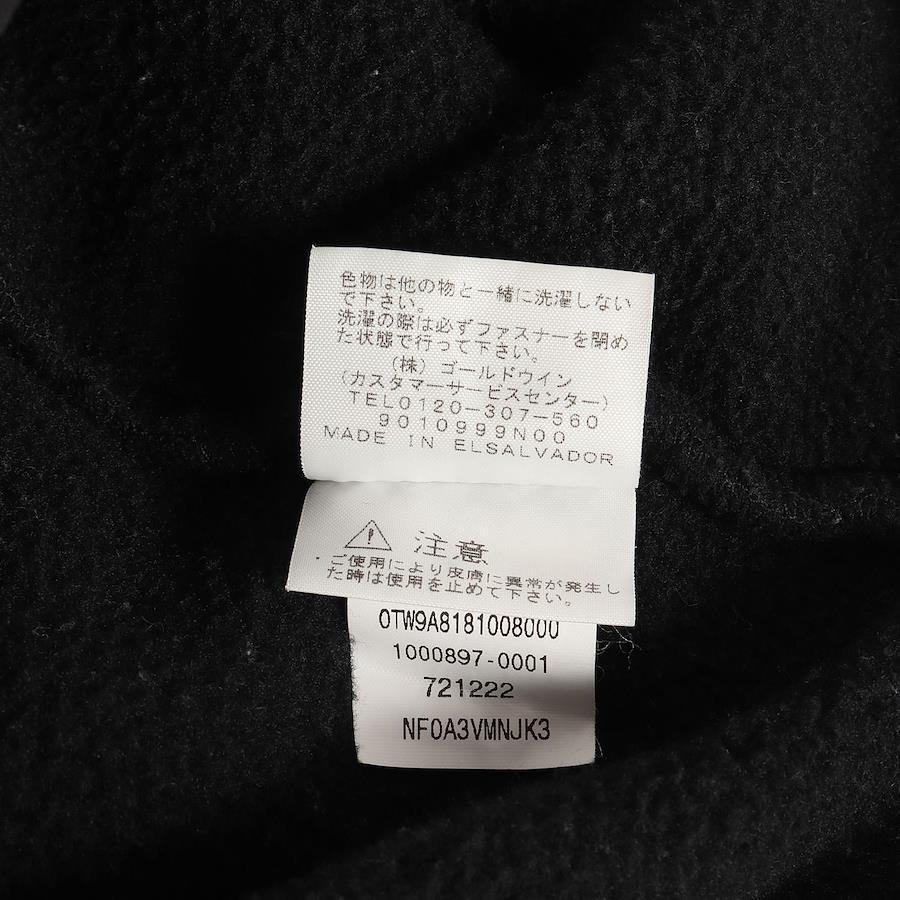 色物は他の物と一緒に洗濯しない
で下さい。
洗濯の際は必ずファスナーを閉め
た状態で行って下さい。
(株)ゴールドウイン
(カスタマーサービスセンター)
TEL0120-307-560
9010999N00
MADE IN ELSALVADOR
注意
・ご使用により皮膚に異常が発生し
た時は使用を止めて下さい。
0TW9A8181008000
1000897-0001
721222
NF0A3VMNJK3